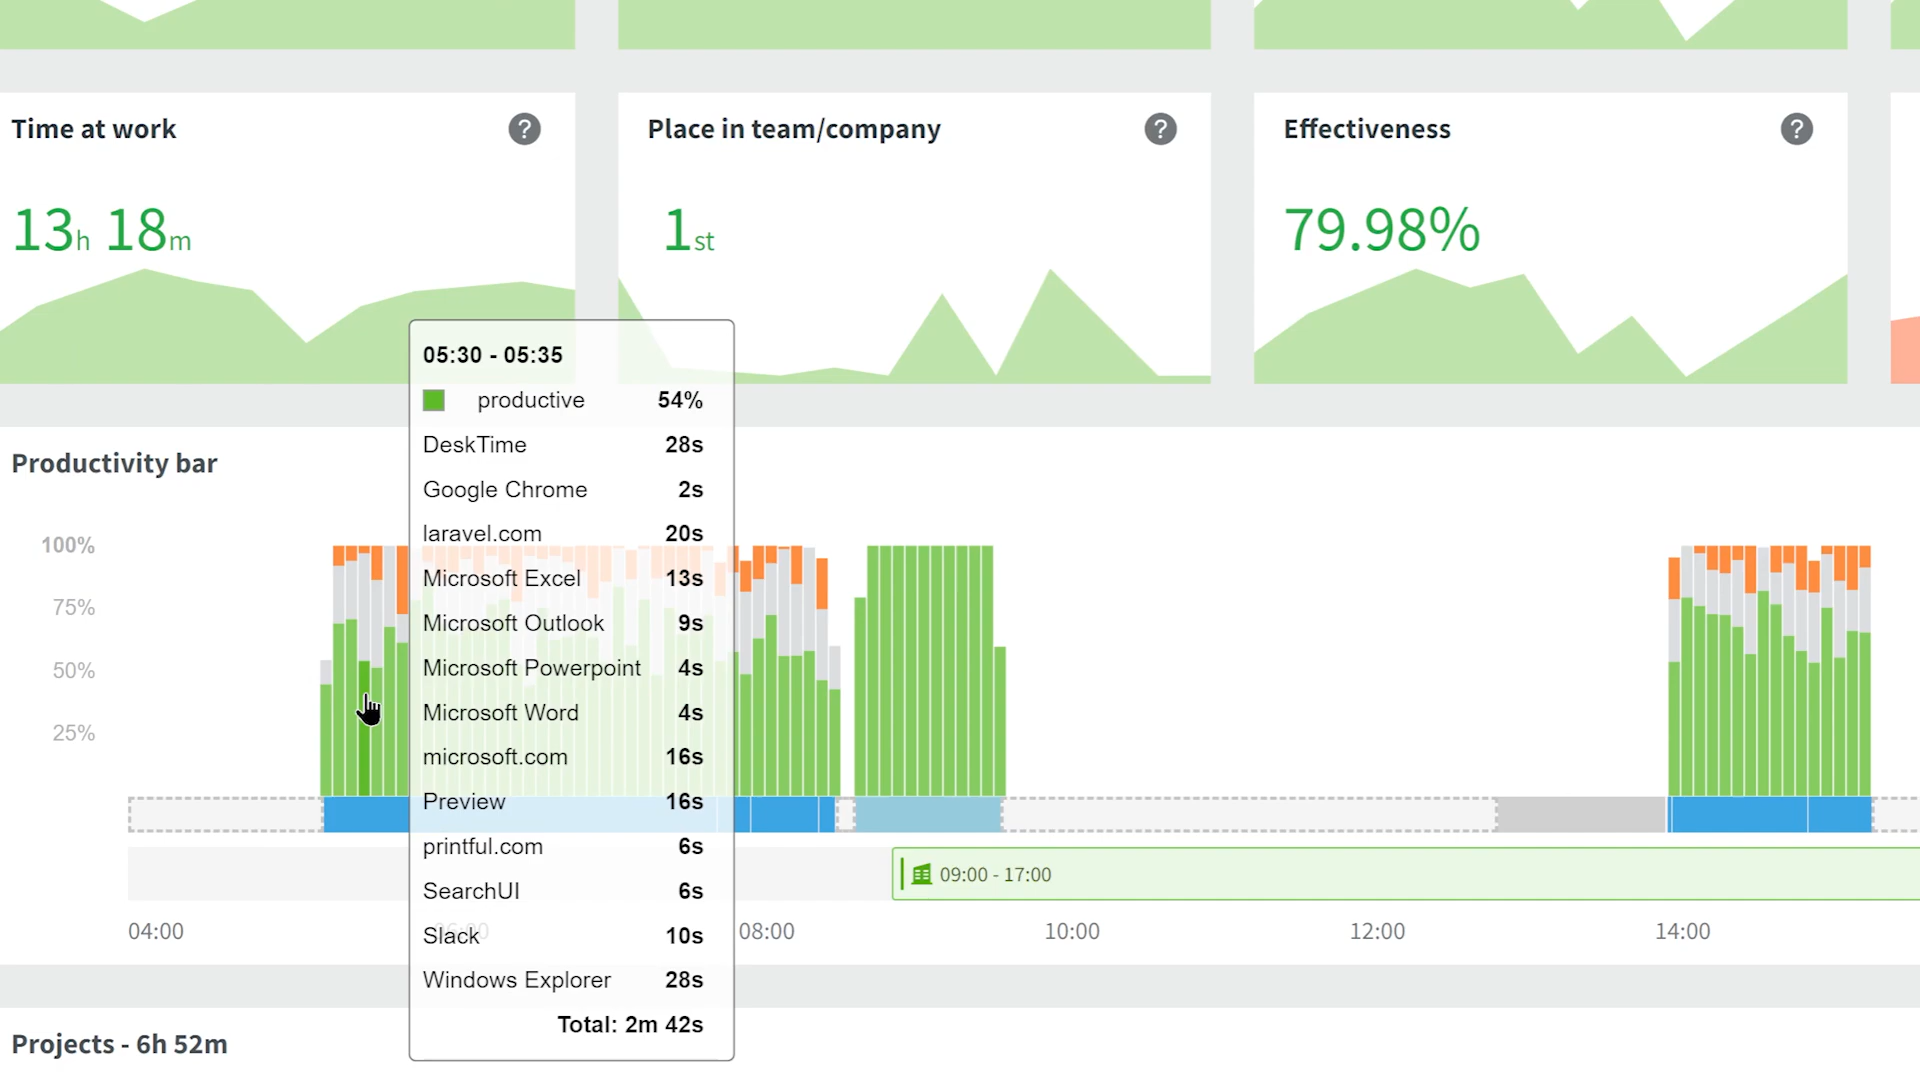 Time at work
?
Place in team/company
?
Effectiveness
?
13h 18m
1st
79.98%
Productivity bar
100%
75%
50%
25%
05:30 - 05:35
productive 54%
DeskTime 28s
Google Chrome 2s
laravel.com 20s
Microsoft Excel 13s
Microsoft Outlook 9s
Microsoft Powerpoint 4s
Microsoft Word 4s
microsoft.com 16s
Preview 16s
printful.com 6s
SearchUI 6s
Slack 10s
Windows Explorer 28s
Total: 2m 42s
09:00 - 17:00
04:00
06:00
08:00
10:00
12:00
14:00
Projects - 6h 52m